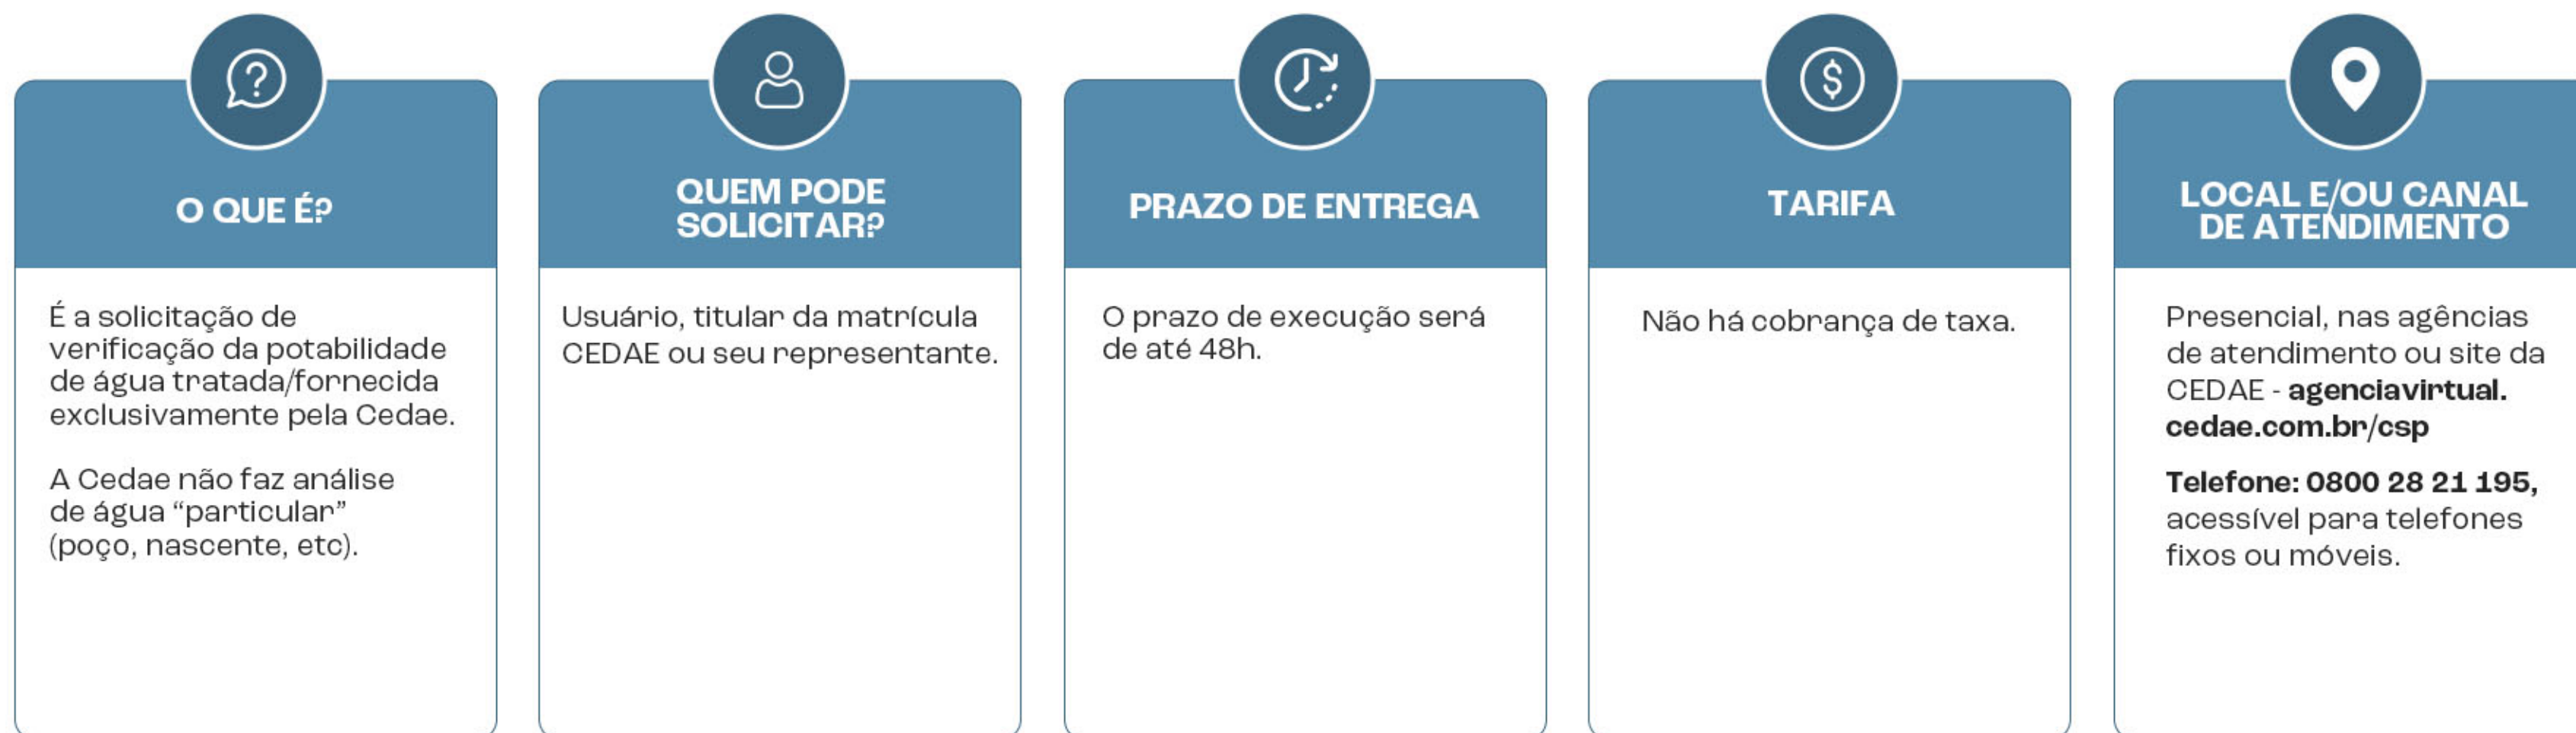 O QUE É?
É a solicitação de
verificação da potabilidade
de água tratada/fornecida
exclusivamente pela Cedae.
A Cedae não faz análise
de água “particular”
(poço, nascente, etc).
QUEM PODE
SOLICITAR?
Usuário, titular da matrícula
CEDAE ou seu representante.
PRAZO DE ENTREGA
O prazo de execução será
de até 48h.
TARIFA
Não há cobrança de taxa.
LOCAL E/OU CANAL
DE ATENDIMENTO
Presencial, nas agências
de atendimento ou site da
CEDAE - agenciavirtual.
cedae.com.br/csp
Telefone: 0800 28 21 195,
acessível para telefones
fixos ou móveis.